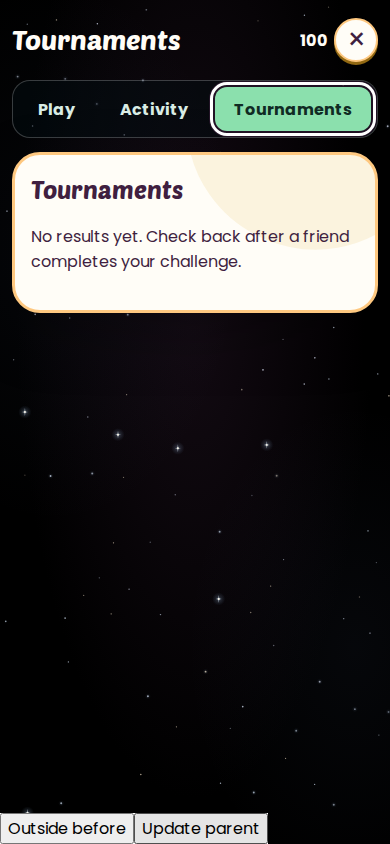 Tournaments
100 ×
Play Activity Tournaments
Tournaments
No results yet. Check back after a friend
completes your challenge.
Outside before Update parent